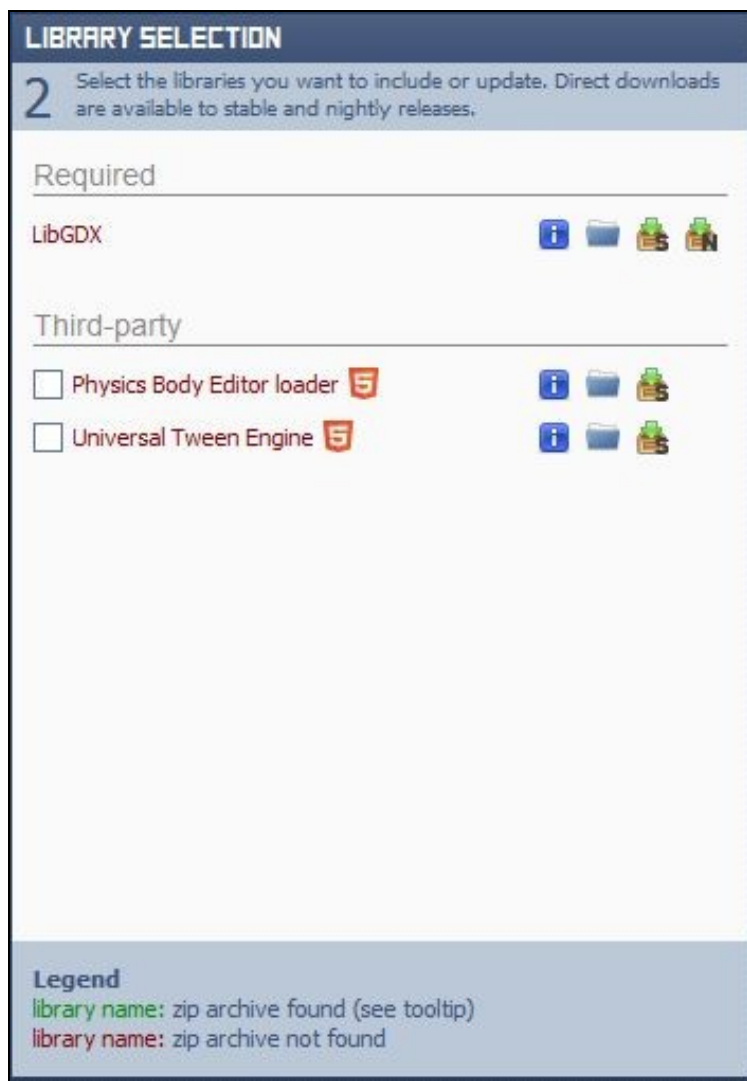 LIBRARY SELECTION
2
Select the libraries you want to include or update. Direct downloads
are available to stable and nightly releases.
Required
LibGDX
i
S
N
Third-party
Physics Body Editor loader 5
i
S
Universal Tween Engine 5
i
S
Legend
library name: zip archive found (see tooltip)
library name: zip archive not found